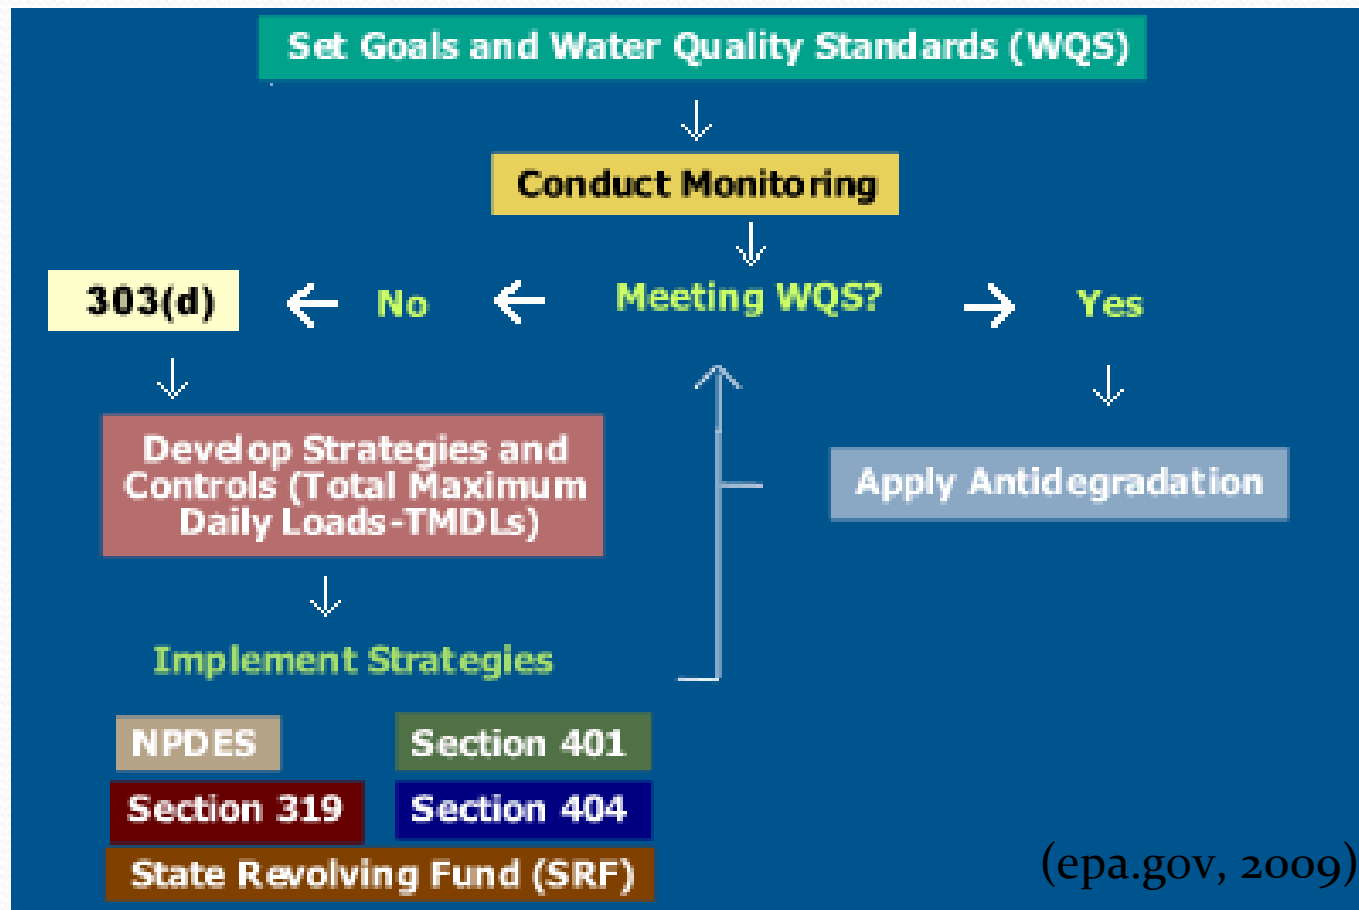 Set Goals and Water Quality Standards (WQS)
Conduct Monitoring
303(d)
No
Meeting WQS?
Yes
Develop Strategies and
Controls (Total Maximum
Daily Loads-TMDLs)
Apply Antidegradation
Implement Strategies
NPDES
Section 401
Section 319
Section 404
State Revolving Fund (SRF)
(epa.gov, 2009)